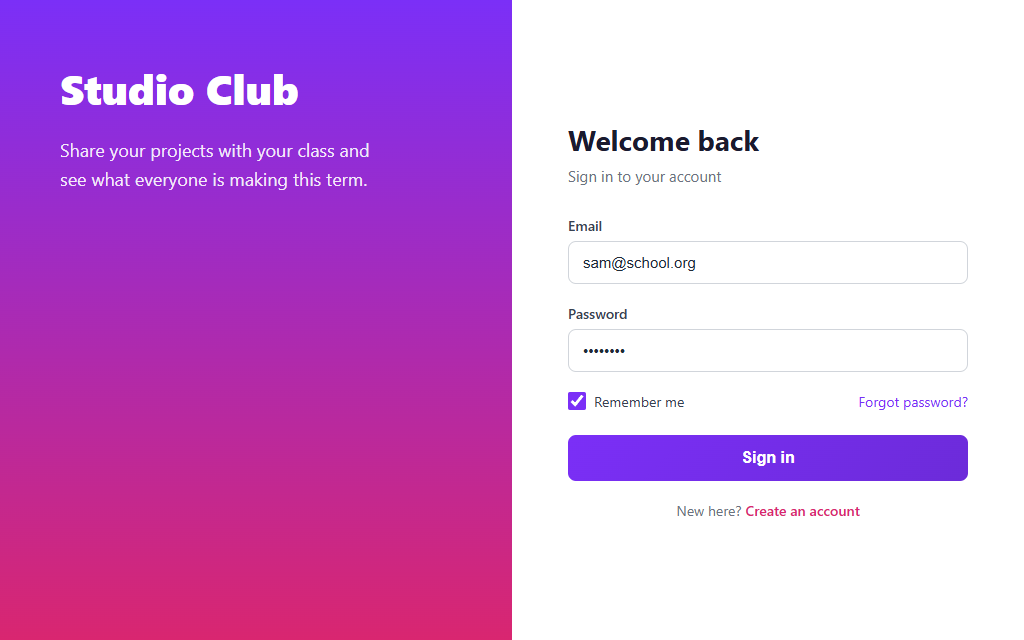 Studio Club
Share your projects with your class and
see what everyone is making this term.
Welcome back
Sign in to your account
Email
sam@school.org
Password
••••••••
Remember me
Forgot password?
Sign in
New here? Create an account